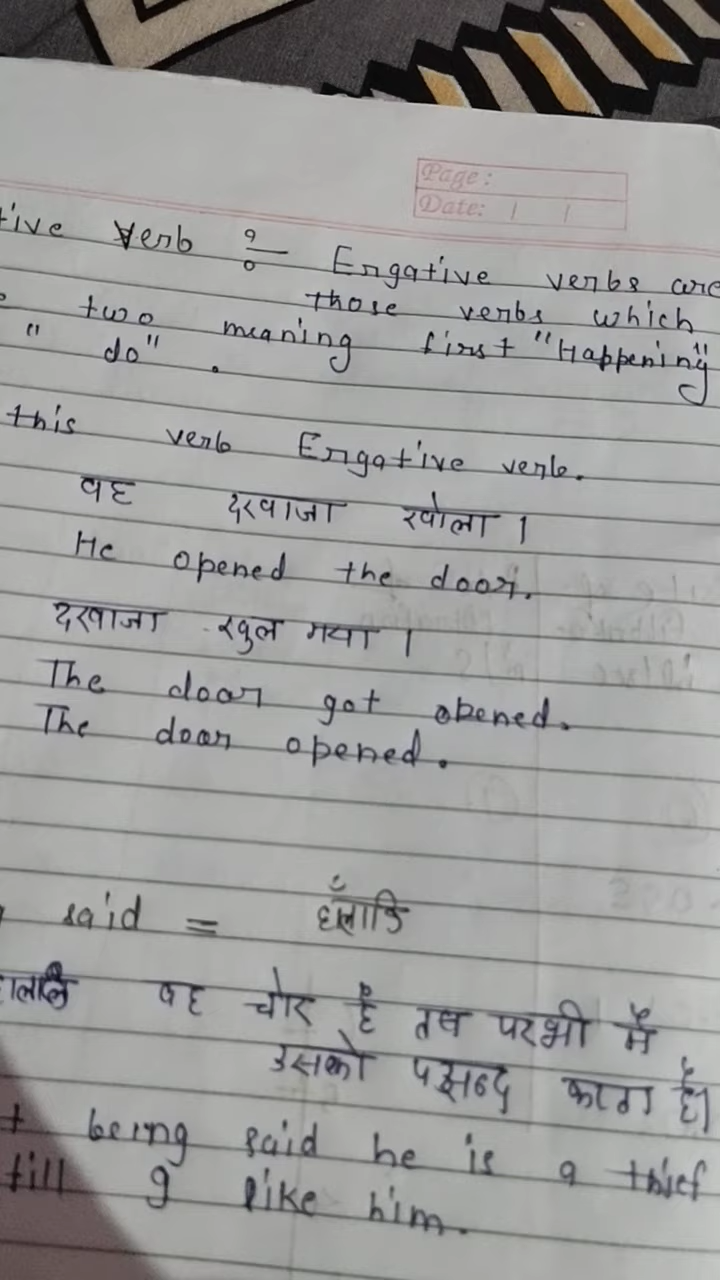 Page:
Date:
tive verb :- Ergative verbs are
those verbs which
two meaning first "Happening"
" do".
this verb Ergative verb.
वह दरवाजा खोला।
He opened the door.
दरवाजा खुल गया।
The door got opened.
The door opened.
said = हाँलाकि
वह चोर है तब पर भी मैं
उसको पसन्द करता हूँ।
t being said he is a thief
till I like him.